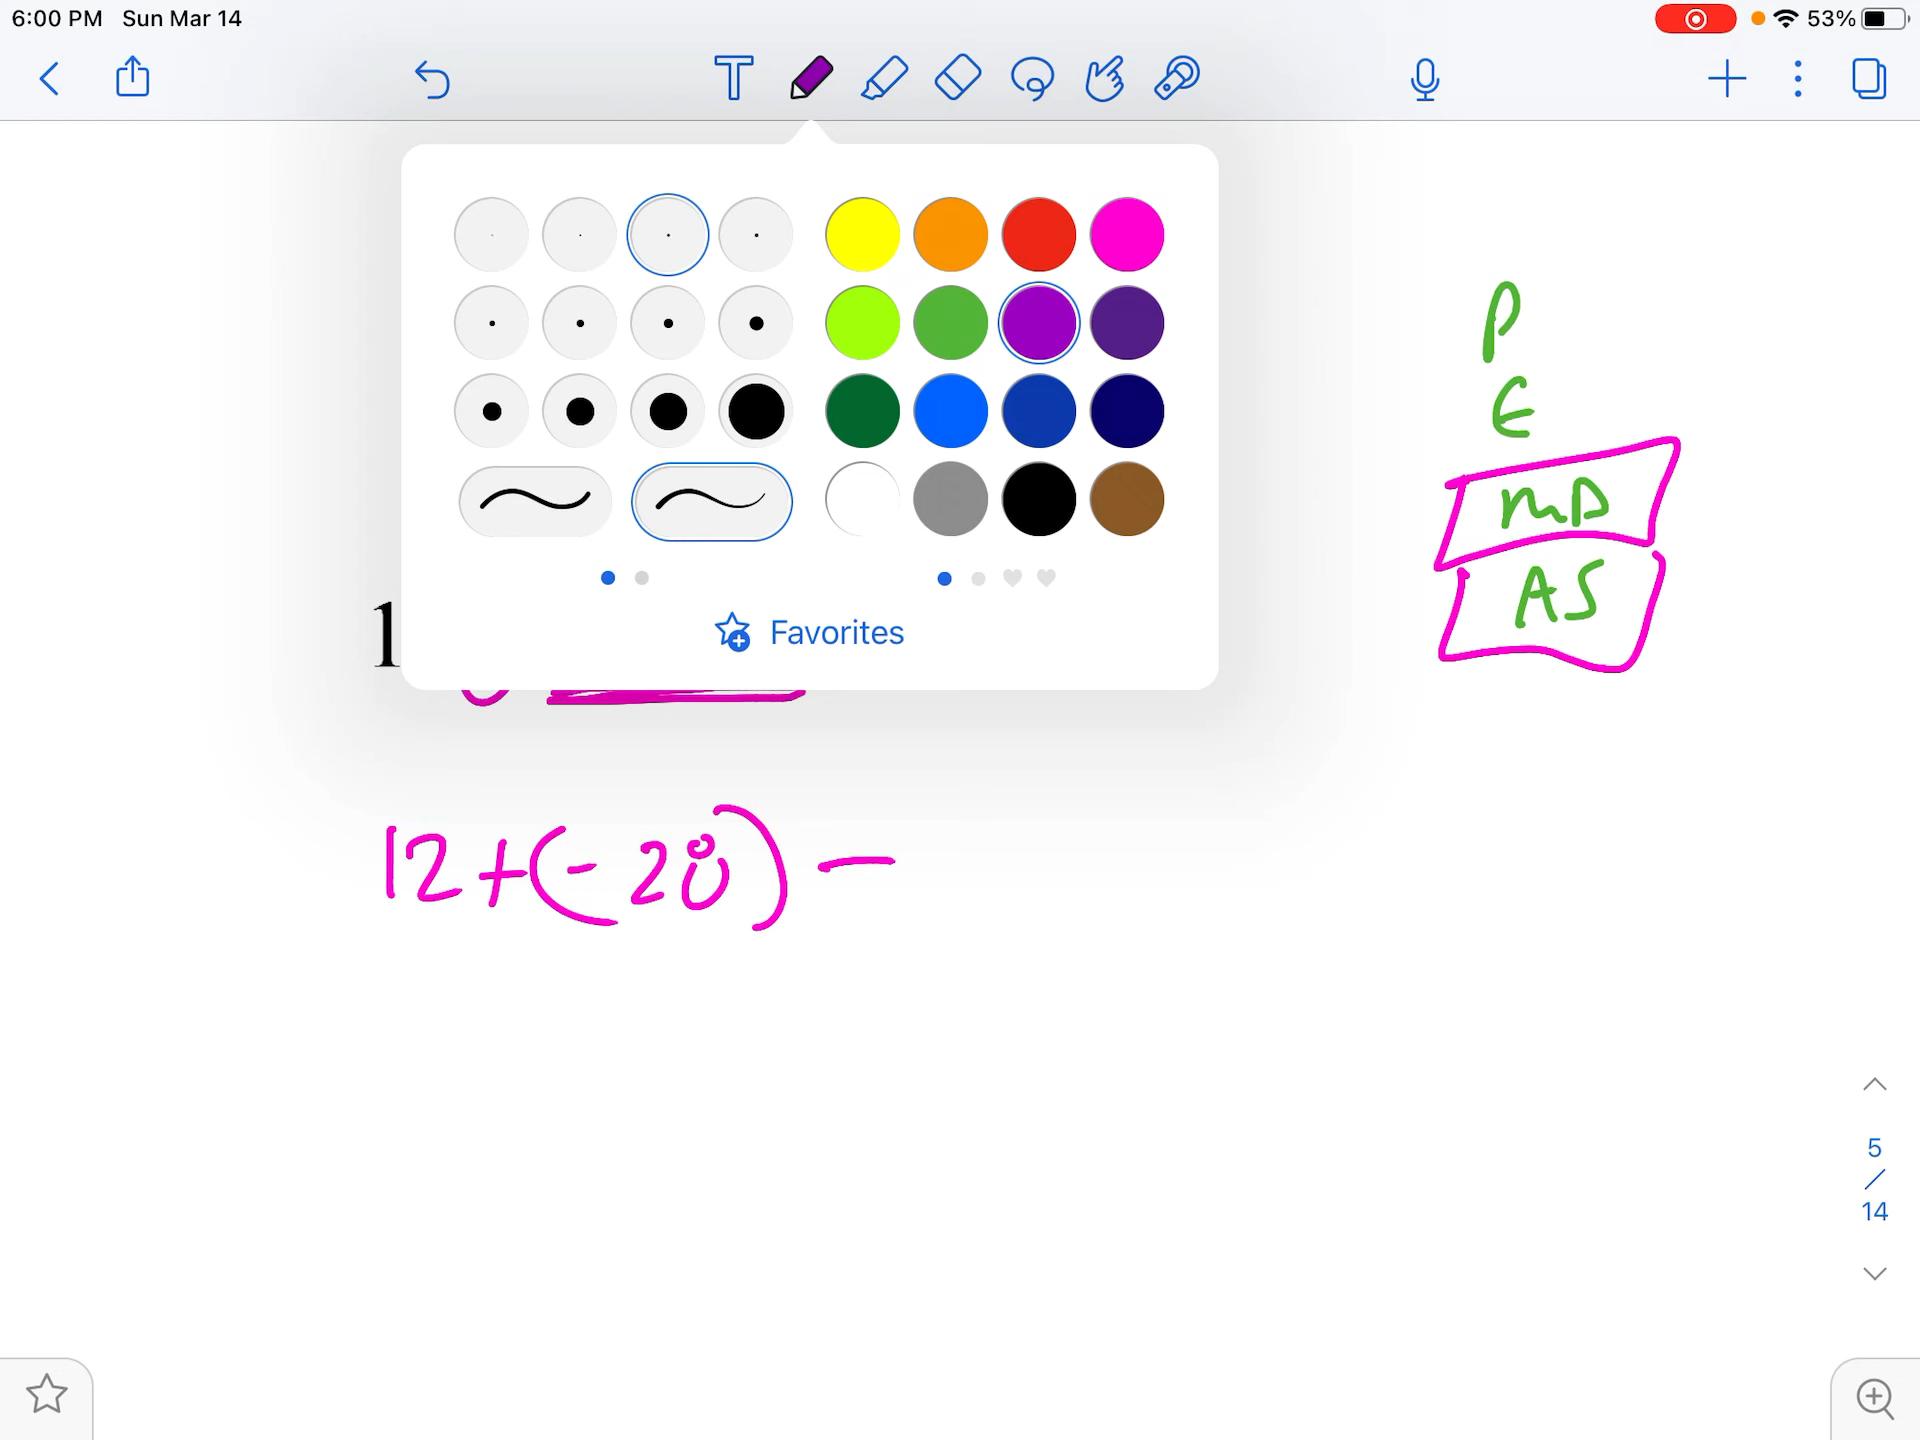 6:00 PM Sun Mar 14
53%
T
P
E
MD
AS
1
Favorites
12+(-20) -
5
/
14